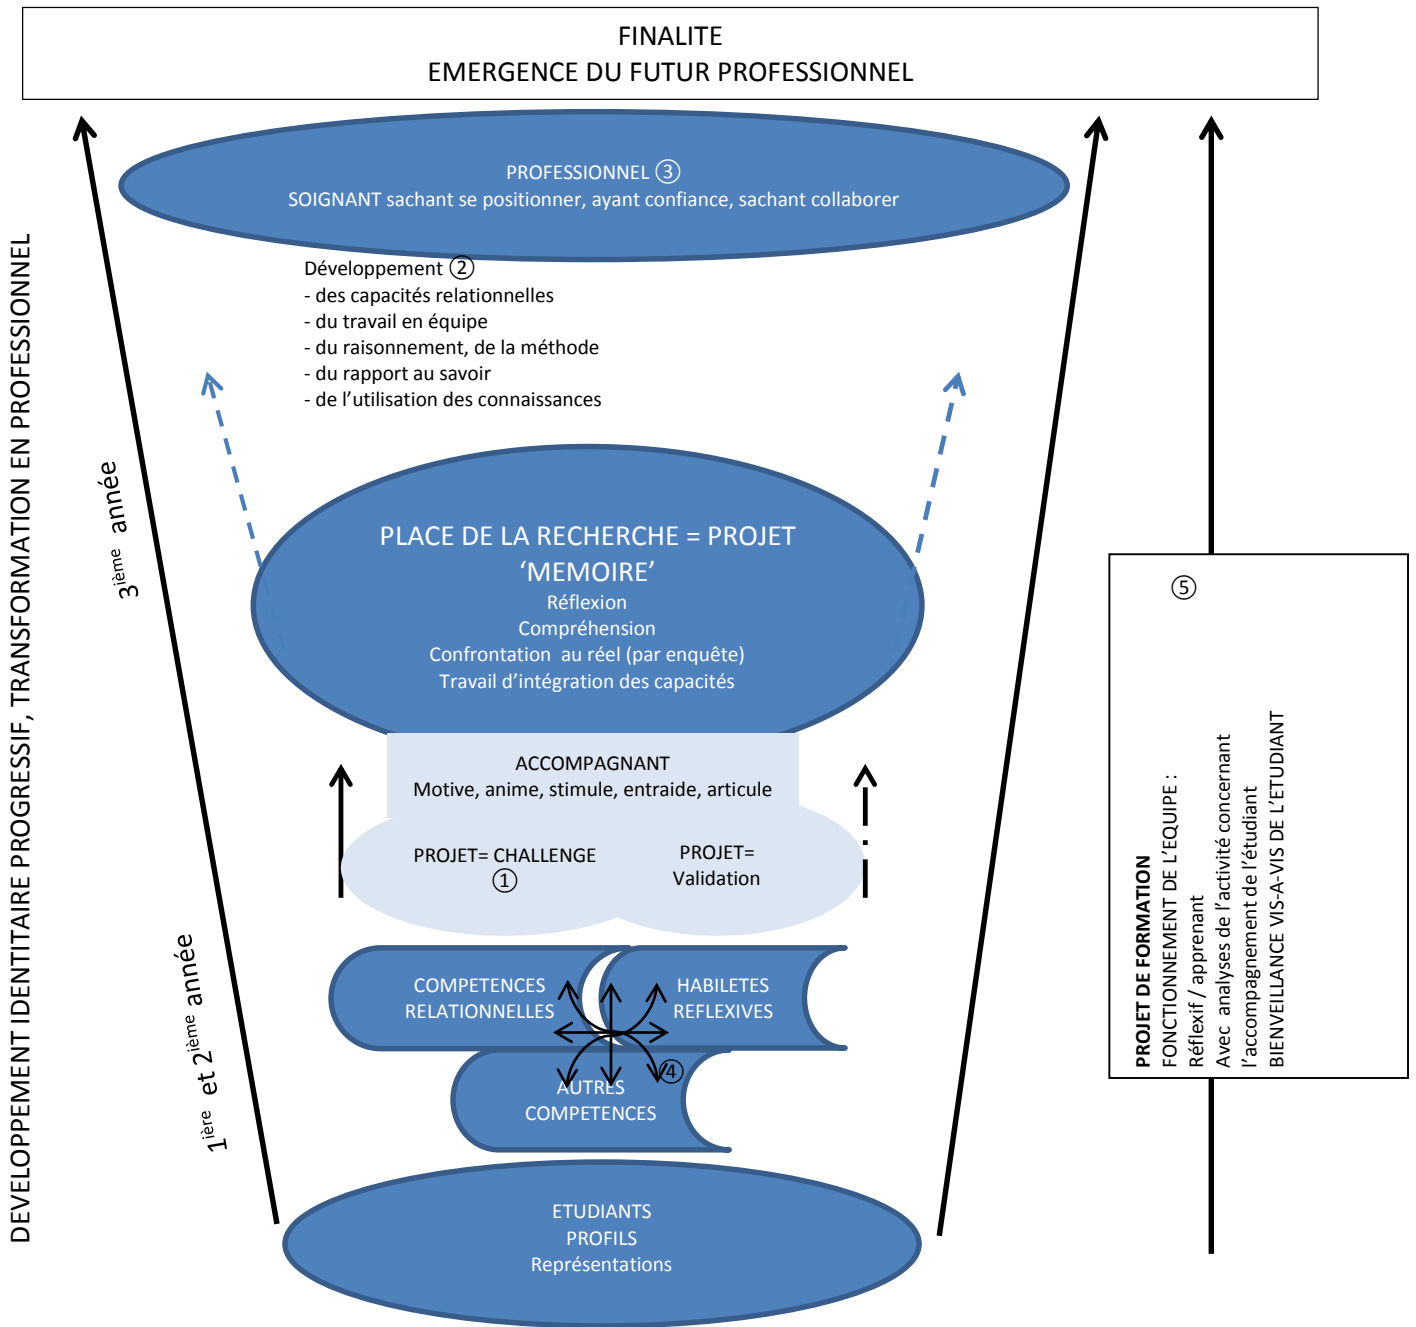 FINALITE
EMERGENCE DU FUTUR PROFESSIONNEL
PROFESSIONNEL ③
SOIGNANT sachant se positionner, ayant confiance, sachant collaborer
Développement ②
- des capacités relationnelles
- du travail en équipe
- du raisonnement, de la méthode
- du rapport au savoir
- de l’utilisation des connaissances
DEVELOPPEMENT IDENTITAIRE PROGRESSIF, TRANSFORMATION EN PROFESSIONNEL
3ième année
1ière et 2ième année
PLACE DE LA RECHERCHE = PROJET
‘MEMOIRE’
Réflexion
Compréhension
Confrontation au réel (par enquête)
Travail d’intégration des capacités
ACCOMPAGNANT
Motive, anime, stimule, entraide, articule
PROJET= CHALLENGE
①
PROJET=
Validation
COMPETENCES
RELATIONNELLES
HABILETES
REFLEXIVES
④
AUTRES
COMPETENCES
ETUDIANTS
PROFILS
Représentations
⑤
PROJET DE FORMATION
FONCTIONNEMENT DE L’EQUIPE :
Réflexif / apprenant
Avec analyses de l’activité concernant
l’accompagnement de l’étudiant
BIENVEILLANCE VIS-A-VIS DE L’ETUDIANT